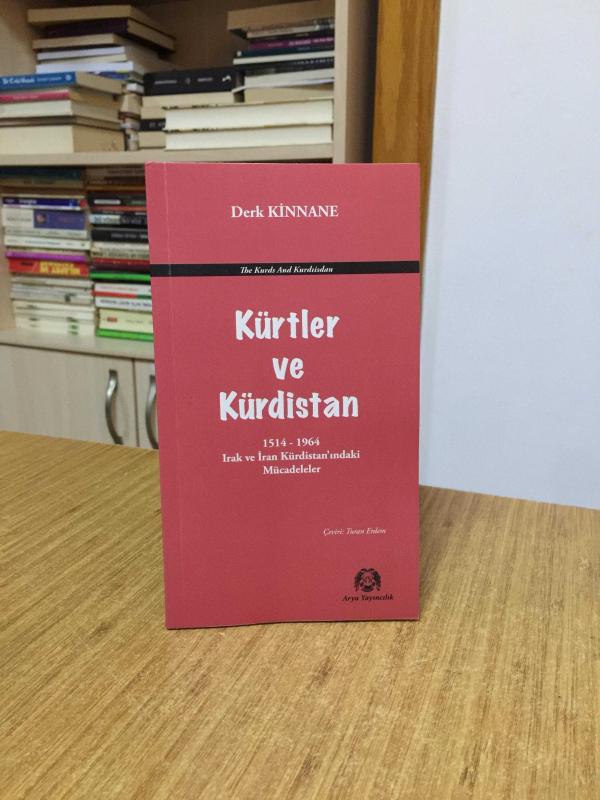 Derk KİNNANE
The Kurds And Kurdsisdan
Kürtler
ve
Kürdistan
1514 - 1964
Irak ve İran Kürdistan'ındaki
Mücadeleler
Çeviri: Turan Erdem
Arya Yayıncılık